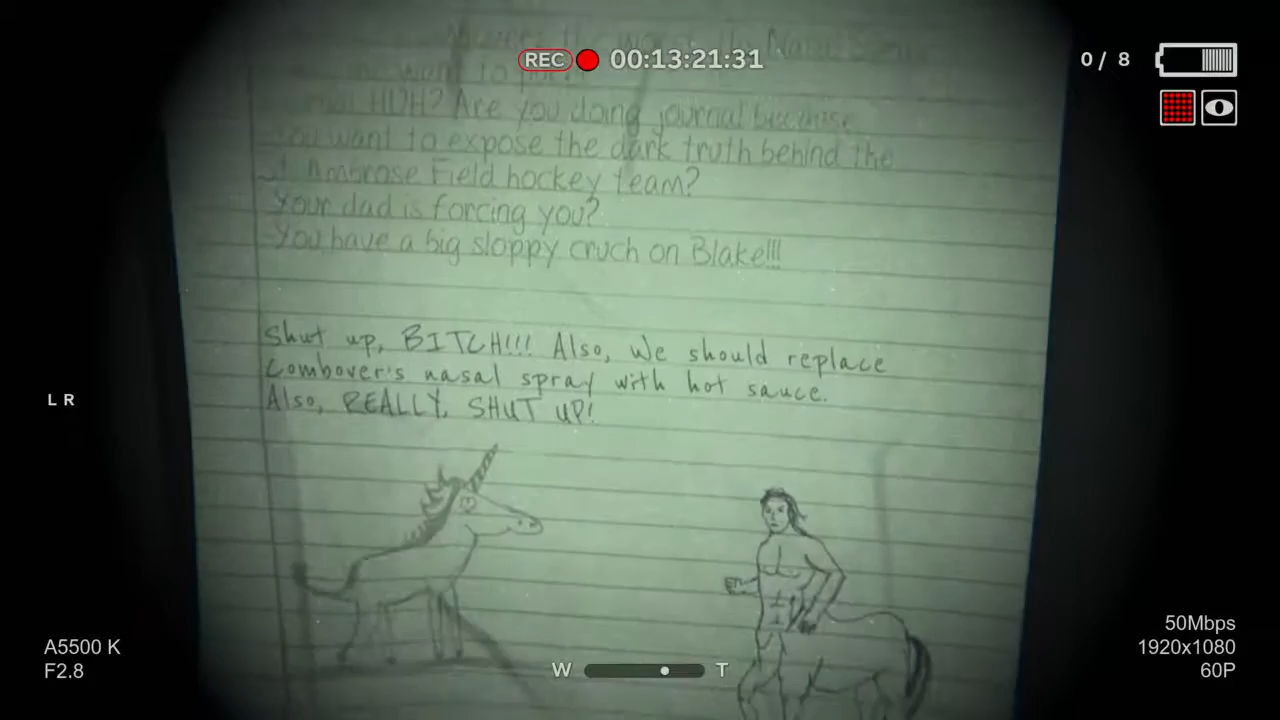 REC 00:13:21:31
0 / 8
want to
HDH? Are you doing journal because
you want to expose the dark truth behind the
Ambrose Field hockey team?
Your dad is forcing you?
You have a big sloppy cruch on Blake!!!
Shut up, BITCH!!! Also, we should replace
Combover's nasal spray with hot sauce.
Also, REALLY, SHUT UP!
L R
A5500 K
F2.8
W T
50Mbps
1920x1080
60P